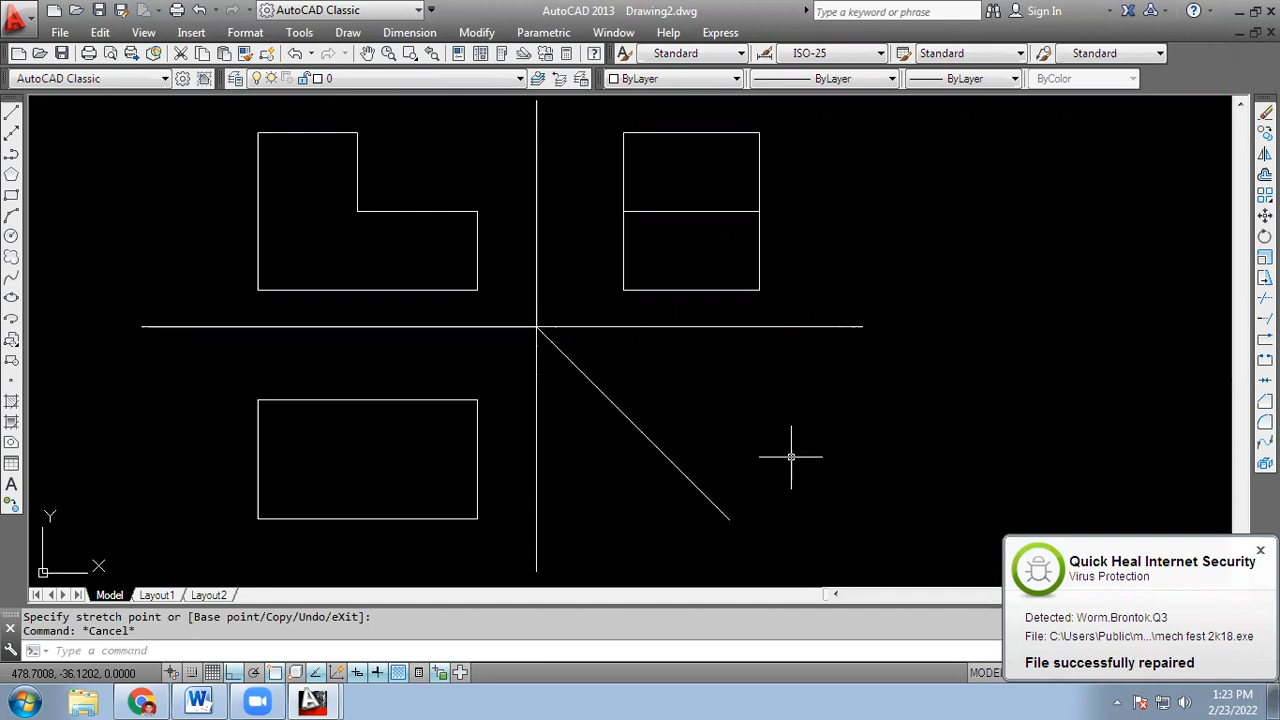 AutoCAD Classic
AutoCAD 2013 Drawing2.dwg
Type a keyword or phrase
Sign In
File Edit View Insert Format Tools Draw Dimension Modify Parametric Window Help Express
Standard ISO-25 Standard Standard
AutoCAD Classic 0 ByLayer ByLayer ByLayer ByColor
Y
X
Model Layout1 Layout2
Specify stretch point or [Base point/Copy/Undo/eXit]:
Command: *Cancel*
Type a command
478.7008, -36.1202, 0.0000
Quick Heal Internet Security
Virus Protection
Detected: Worm.Brontok.Q3
File: C:\Users\Public\m...\mech fest 2k18.exe
File successfully repaired
1:23 PM
2/23/2022